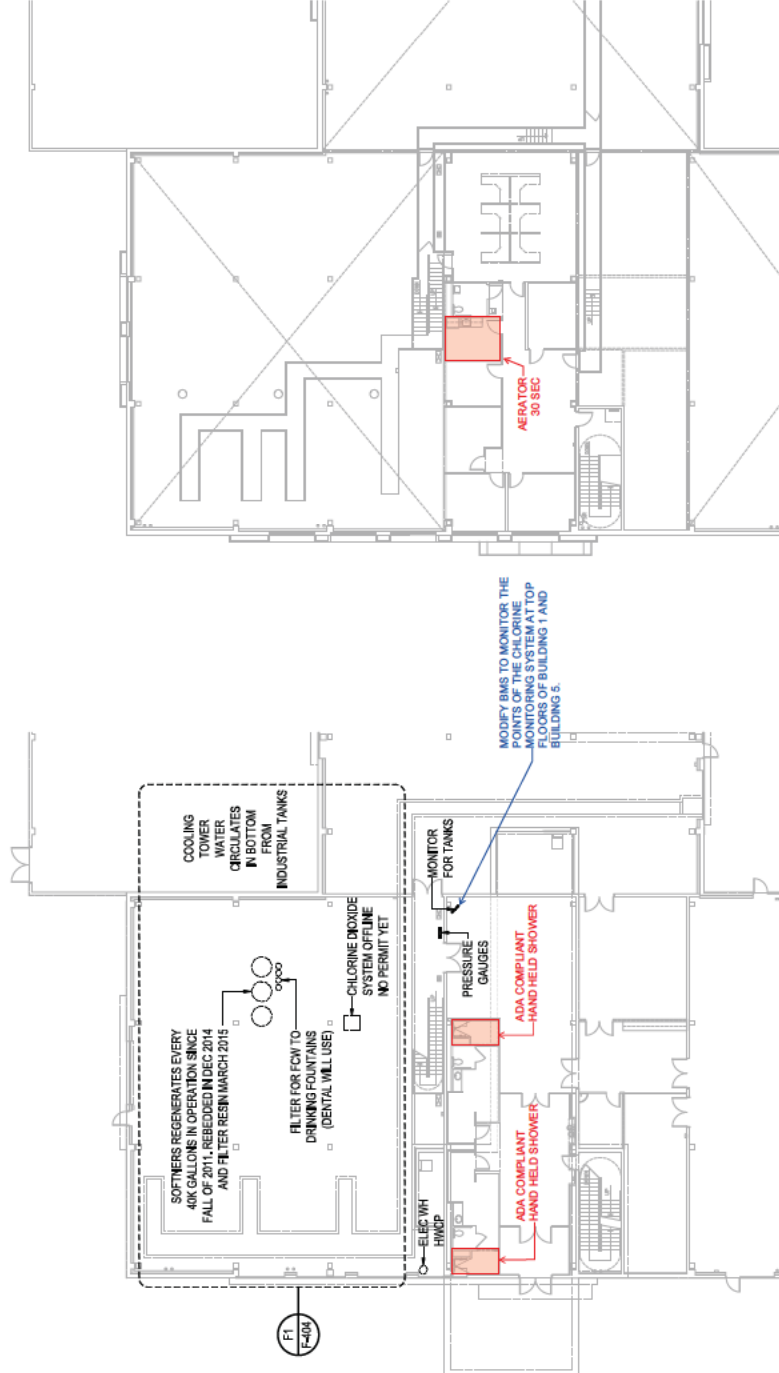 AERATOR
30 SEC
MODIFY BMS TO MONITOR THE
POINTS OF THE CHLORINE
MONITORING SYSTEM AT TOP
FLOORS OF BUILDING 1 AND
BUILDING 5.
COOLING
TOWER
WATER
CIRCULATES
IN BOTTOM
FROM
INDUSTRIAL TANKS
SOFTNERS REGENERATES EVERY
40K GALLONS IN OPERATION SINCE
FALL OF 2011. REBEDDED IN DEC 2014
AND FILTER RESIN MARCH 2015
FILTER FOR FCW TO
DRINKING FOUNTAINS
(DENTAL WILL USE)
CHLORINE DIOXIDE
SYSTEM OFFLINE
NO PERMIT YET
MONITOR
FOR TANKS
PRESSURE
GAUGES
ELEC WH
HWCP
ADA COMPLIANT
HAND HELD SHOWER
ADA COMPLIANT
HAND HELD SHOWER
F1
F-404